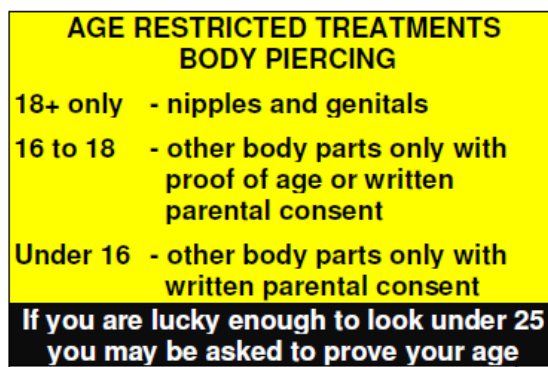 AGE RESTRICTED TREATMENTS
BODY PIERCING
18+ only - nipples and genitals
16 to 18 - other body parts only with
proof of age or written
parental consent
Under 16 - other body parts only with
written parental consent
If you are lucky enough to look under 25
you may be asked to prove your age